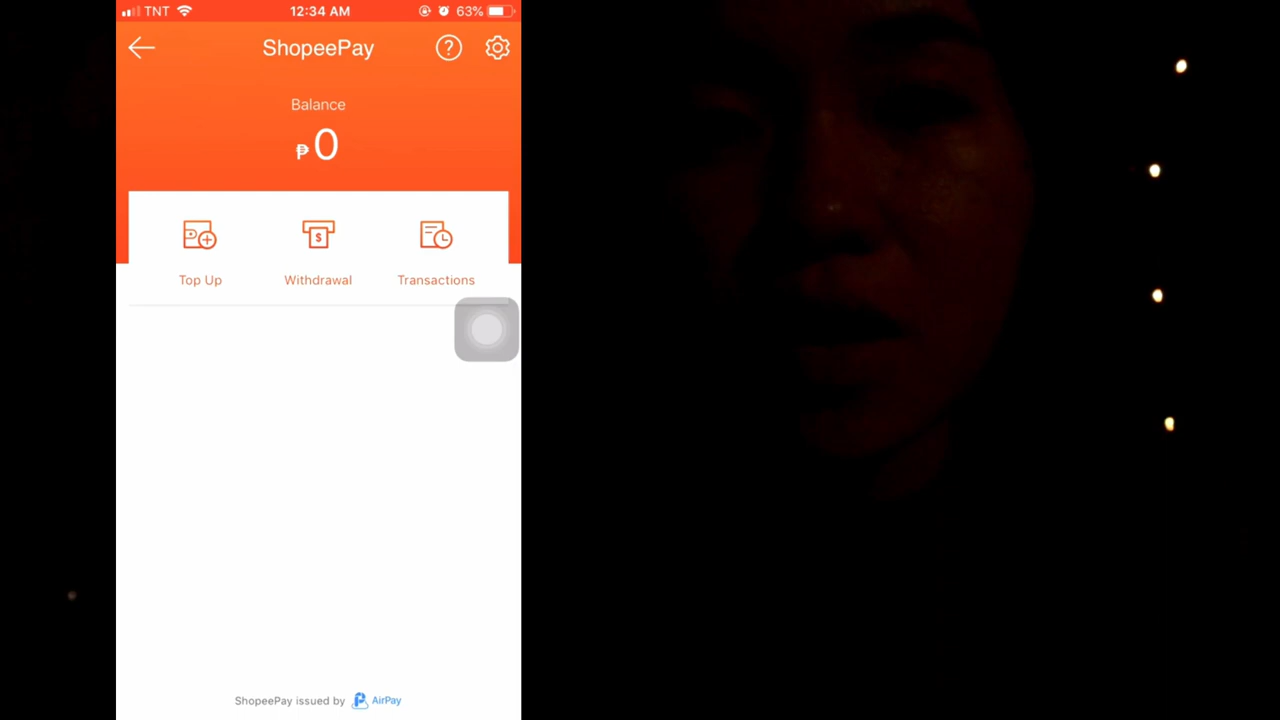 TNT 12:34 AM 63%
ShopeePay ?
Balance
₱0
$
Top Up Withdrawal Transactions
ShopeePay issued by AirPay